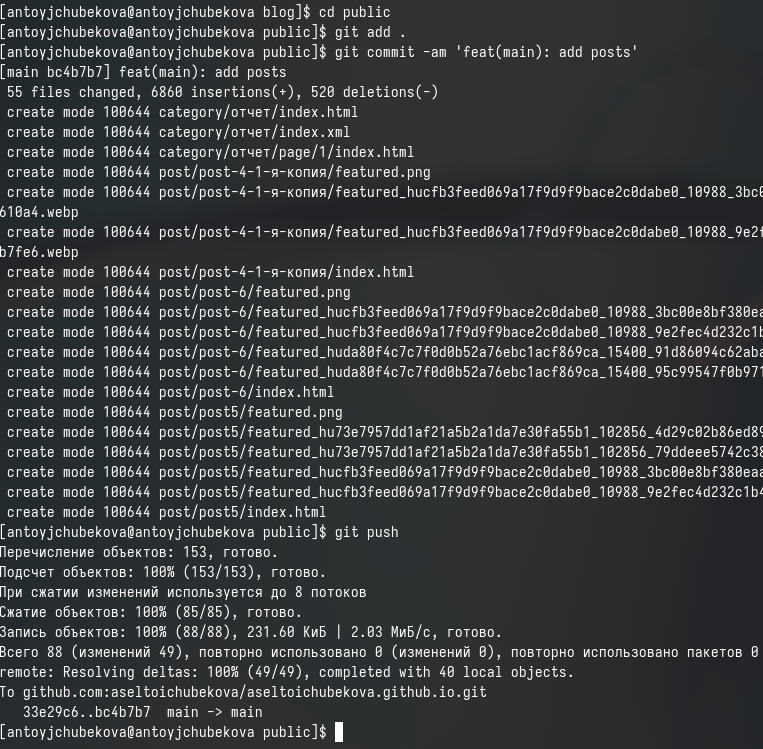 [antoyjchubekova@antoyjchubekova blog]$ cd public
[antoyjchubekova@antoyjchubekova public]$ git add .
[antoyjchubekova@antoyjchubekova public]$ git commit -am 'feat(main): add posts'
[main bc4b7b7] feat(main): add posts
 55 files changed, 6860 insertions(+), 520 deletions(-)
 create mode 100644 category/отчет/index.html
 create mode 100644 category/отчет/index.xml
 create mode 100644 category/отчет/page/1/index.html
 create mode 100644 post/post-4-1-я-копия/featured.png
 create mode 100644 post/post-4-1-я-копия/featured_hucfb3feed069a17f9d9f9bace2c0dabe0_10988_3bc0
610a4.webp
 create mode 100644 post/post-4-1-я-копия/featured_hucfb3feed069a17f9d9f9bace2c0dabe0_10988_9e2f
b7fe6.webp
 create mode 100644 post/post-4-1-я-копия/index.html
 create mode 100644 post/post-6/featured.png
 create mode 100644 post/post-6/featured_hucfb3feed069a17f9d9f9bace2c0dabe0_10988_3bc00e8bf380ea
 create mode 100644 post/post-6/featured_hucfb3feed069a17f9d9f9bace2c0dabe0_10988_9e2fec4d232c1b
 create mode 100644 post/post-6/featured_huda80f4c7c7f0d0b52a76ebc1acf869ca_15400_91d86094c62aba
 create mode 100644 post/post-6/featured_huda80f4c7c7f0d0b52a76ebc1acf869ca_15400_95c99547f0b971
 create mode 100644 post/post-6/index.html
 create mode 100644 post/post5/featured.png
 create mode 100644 post/post5/featured_hu73e7957dd1af21a5b2a1da7e30fa55b1_102856_4d29c02b86ed89
 create mode 100644 post/post5/featured_hu73e7957dd1af21a5b2a1da7e30fa55b1_102856_79ddeee5742c38
 create mode 100644 post/post5/featured_hucfb3feed069a17f9d9f9bace2c0dabe0_10988_3bc00e8bf380eaa
 create mode 100644 post/post5/featured_hucfb3feed069a17f9d9f9bace2c0dabe0_10988_9e2fec4d232c1b4
 create mode 100644 post/post5/index.html
[antoyjchubekova@antoyjchubekova public]$ git push
Перечисление объектов: 153, готово.
Подсчет объектов: 100% (153/153), готово.
При сжатии изменений используется до 8 потоков
Сжатие объектов: 100% (85/85), готово.
Запись объектов: 100% (88/88), 231.60 КиБ | 2.03 МиБ/с, готово.
Всего 88 (изменений 49), повторно использовано 0 (изменений 0), повторно использовано пакетов 0
remote: Resolving deltas: 100% (49/49), completed with 40 local objects.
To github.com:aseltoichubekova/aseltoichubekova.github.io.git
   33e29c6..bc4b7b7  main -> main
[antoyjchubekova@antoyjchubekova public]$